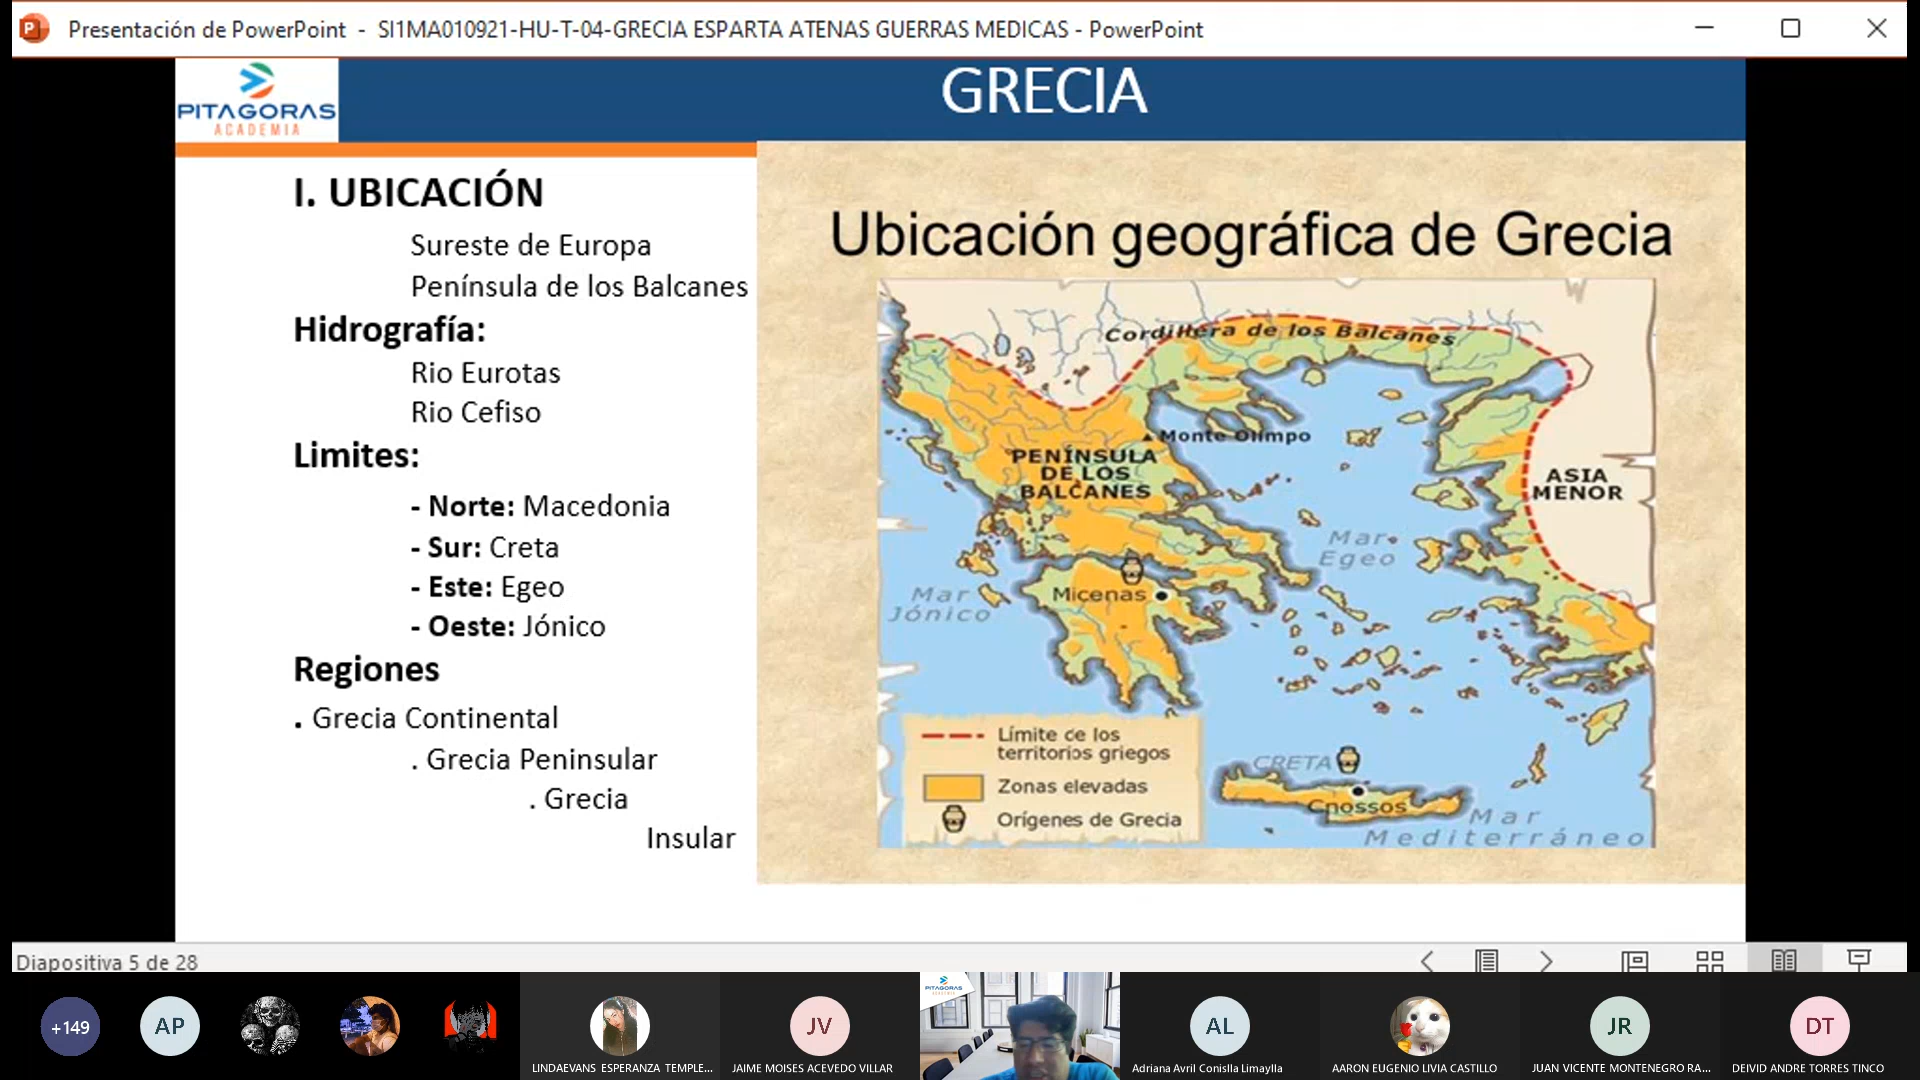 Presentación de PowerPoint - SI1MA010921-HU-T-04-GRECIA ESPARTA ATENAS GUERRAS MEDICAS - PowerPoint
PITAGORAS
ACADEMIA
GRECIA
I. UBICACIÓN
Sureste de Europa
Península de los Balcanes
Hidrografía:
Rio Eurotas
Rio Cefiso
Limites:
- Norte: Macedonia
- Sur: Creta
- Este: Egeo
- Oeste: Jónico
Regiones
. Grecia Continental
. Grecia Peninsular
. Grecia
Insular
Ubicación geográfica de Grecia
Cordillera de los Balcanes
Monte Olimpo
PENÍNSULA
DE LOS
BALCANES
ASIA
MENOR
Mar
Egeo
Micenas
Mar
Jónico
Límite de los
territorios griegos
Zonas elevadas
Orígenes de Grecia
CRETA
Cnossos
Mar
Mediterráneo
Diapositiva 5 de 28
+149
AP
LINDAEVANS ESPERANZA TEMPLE...
JV
JAIME MOISES ACEVEDO VILLAR
PITAGORAS
ACADEMIA
AL
Adriana Avril Conislla Limaylla
AARON EUGENIO LIVIA CASTILLO
JR
JUAN VICENTE MONTENEGRO RA...
DT
DEIVID ANDRE TORRES TINCO